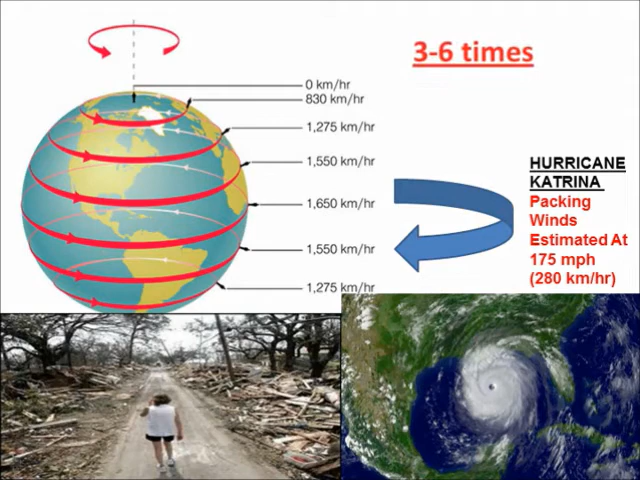 3-6 times
0 km/hr
830 km/hr
1,275 km/hr
1,550 km/hr
1,650 km/hr
1,550 km/hr
1,275 km/hr
HURRICANE
KATRINA
Packing
Winds
Estimated At
175 mph
(280 km/hr)